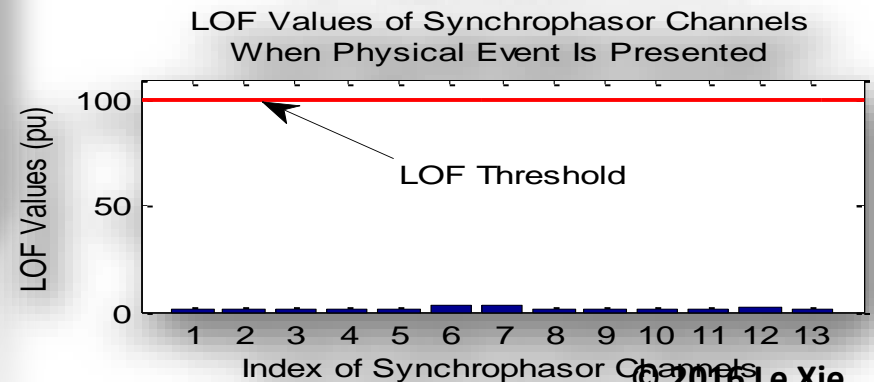 LOF Values of Synchrophasor Channels
When Physical Event Is Presented
LOF Values (pu)
100
50
0
LOF Threshold
1 2 3 4 5 6 7 8 9 10 11 12 13
Index of Synchrophasor Channels
© 2016 Le Xie